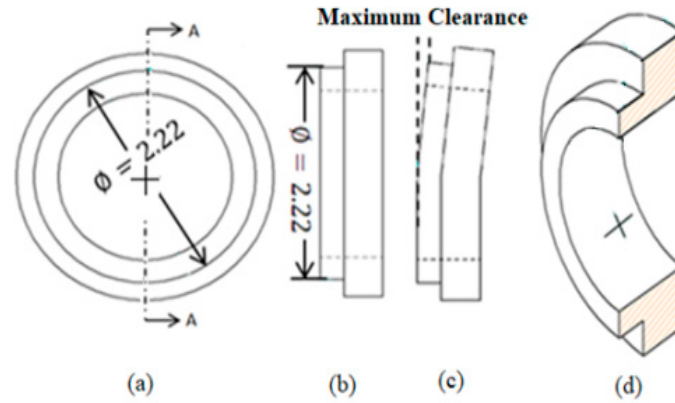 Maximum Clearance
A
Ø = 2.22
A
Ø = 2.22
(a)
(b)
(c)
(d)